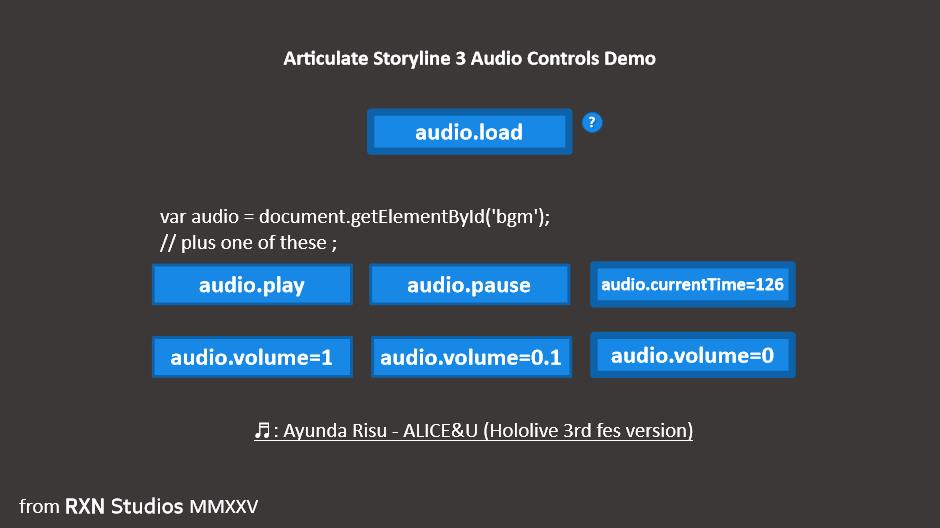 Articulate Storyline 3 Audio Controls Demo
audio.load
?
var audio = document.getElementById('bgm');
// plus one of these ;
audio.play
audio.pause
audio.currentTime=126
audio.volume=1
audio.volume=0.1
audio.volume=0
♬: Ayunda Risu - ALICE&U (Hololive 3rd fes version)
from RXN Studios MMXXV